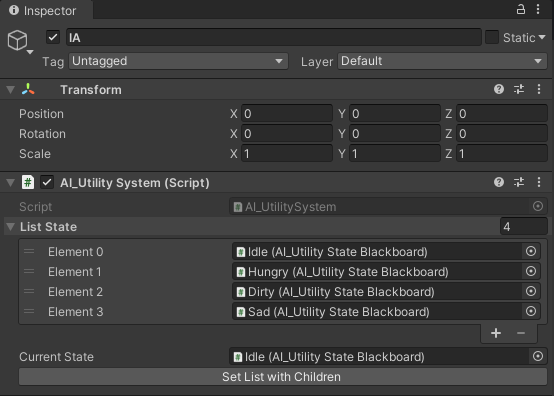 Inspector
IA
Static
Tag Untagged Layer Default
Transform
Position X 0 Y 0 Z 0
Rotation X 0 Y 0 Z 0
Scale X 1 Y 1 Z 1
# AI_Utility System (Script)
Script # AI_UtilitySystem
List State 4
Element 0 # Idle (AI_Utility State Blackboard)
Element 1 # Hungry (AI_Utility State Blackboard)
Element 2 # Dirty (AI_Utility State Blackboard)
Element 3 # Sad (AI_Utility State Blackboard)
+ −
Current State # Idle (AI_Utility State Blackboard)
Set List with Children